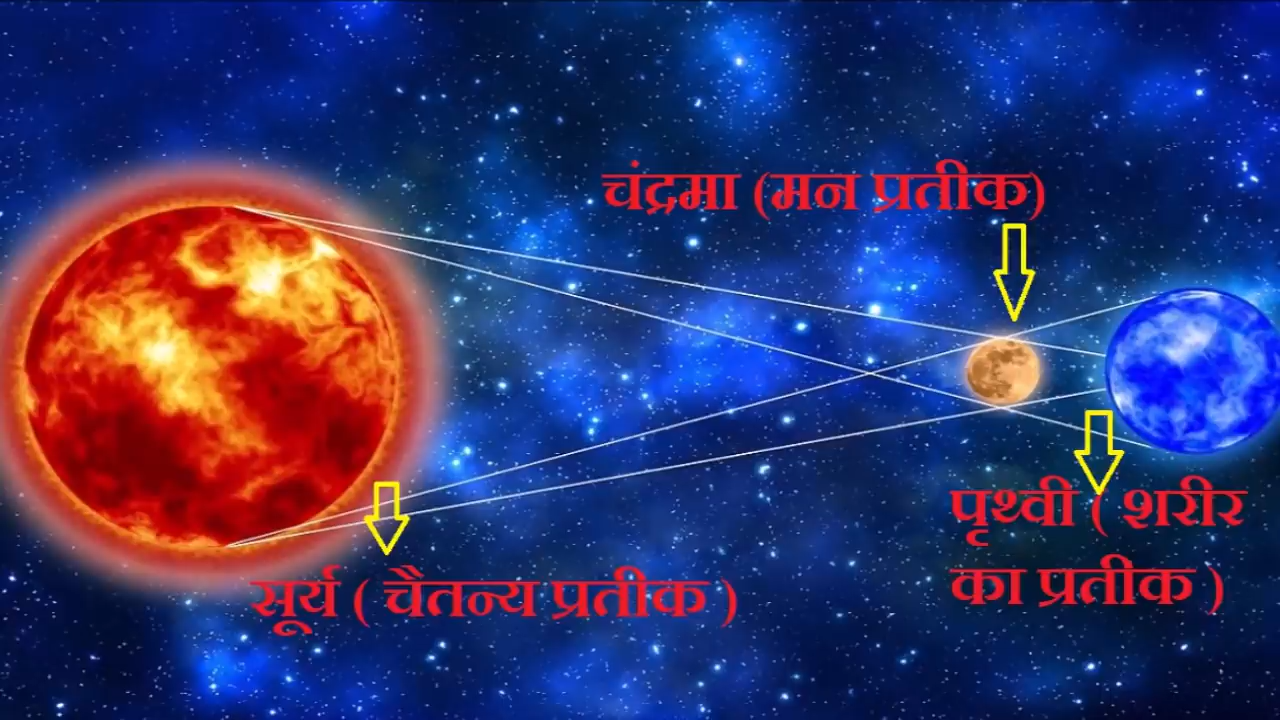 चंद्रमा (मन प्रतीक)
पृथ्वी ( शरीर
का प्रतीक )
सूर्य ( चैतन्य प्रतीक )